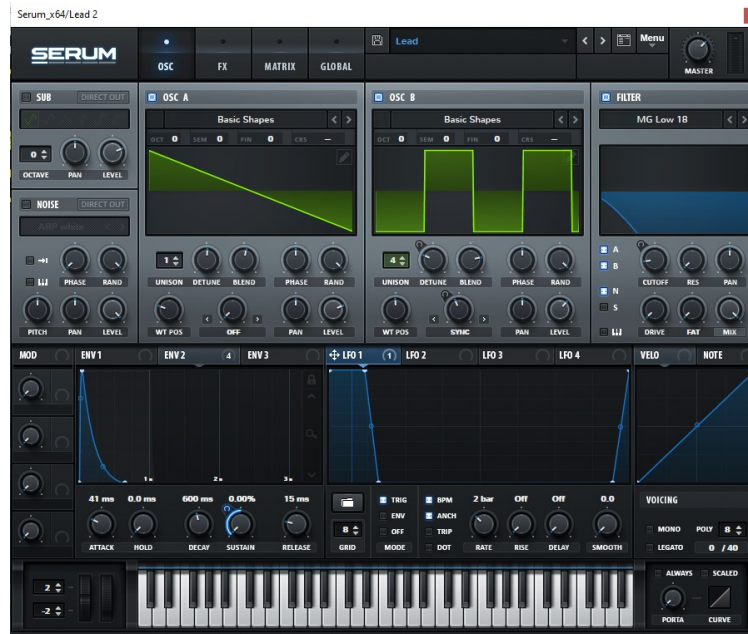 Serum_x64/Lead 2
SERUM
OSC FX MATRIX GLOBAL
Lead
Menu
MASTER
SUB DIRECT OUT
0
OCTAVE PAN LEVEL
NOISE DIRECT OUT
ARP white
PHASE RAND
PITCH PAN LEVEL
OSC A
Basic Shapes
OCT 0 SEM 0 FIN 0 CRS –
1
UNISON DETUNE BLEND PHASE RAND
WT POS OFF PAN LEVEL
OSC B
Basic Shapes
OCT 0 SEM 0 FIN 0 CRS –
4
UNISON DETUNE BLEND PHASE RAND
WT POS SYNC PAN LEVEL
FILTER
MG Low 18
A
B
N
S
CUTOFF RES PAN
DRIVE FAT MIX
MOD ENV 1 ENV 2 4 ENV 3 LFO 1 1 LFO 2 LFO 3 LFO 4 VELO NOTE
1s 2s 3s
41 ms 0.0 ms 600 ms 0.00% 15 ms
ATTACK HOLD DECAY SUSTAIN RELEASE
8
GRID
TRIG
ENV
OFF
MODE
BPM
ANCH
TRIP
DOT
2 bar Off Off 0.0
RATE RISE DELAY SMOOTH
VOICING
MONO POLY 8
LEGATO 0 / 40
2
-2
ALWAYS SCALED
PORTA CURVE